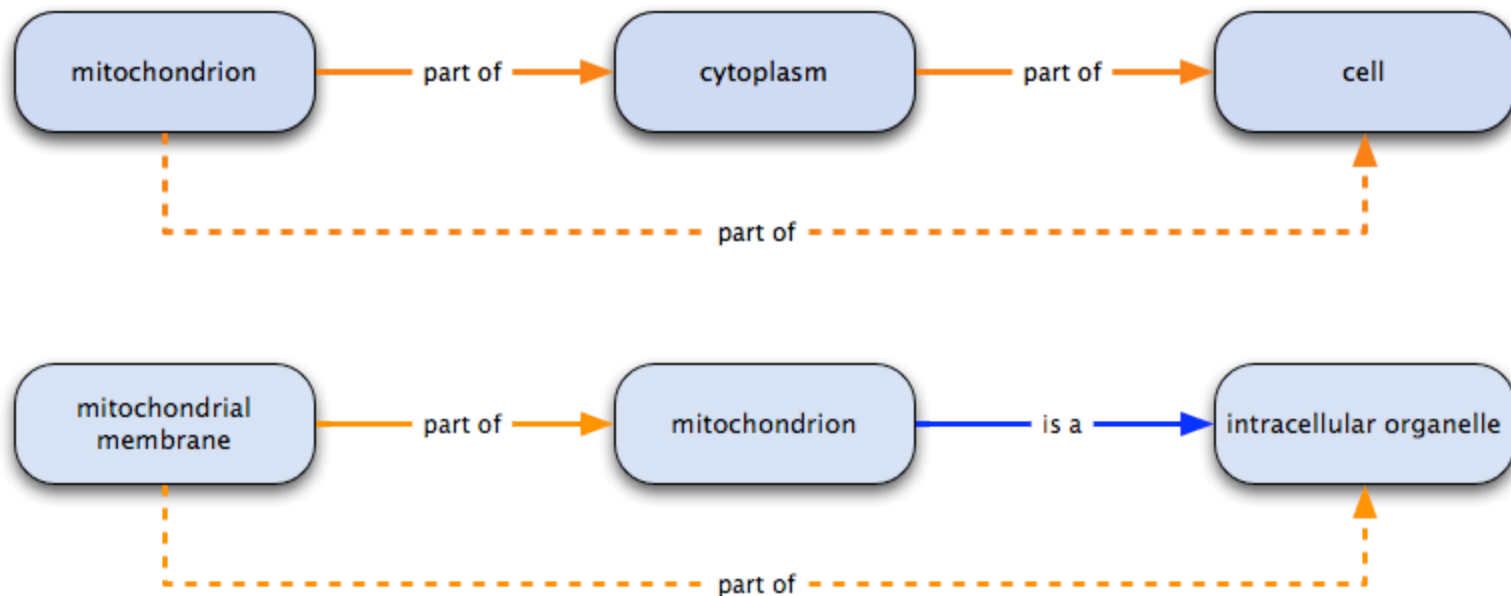 mitochondrion part of cytoplasm part of cell
part of
mitochondrial
membrane
part of mitochondrion is a intracellular organelle
part of